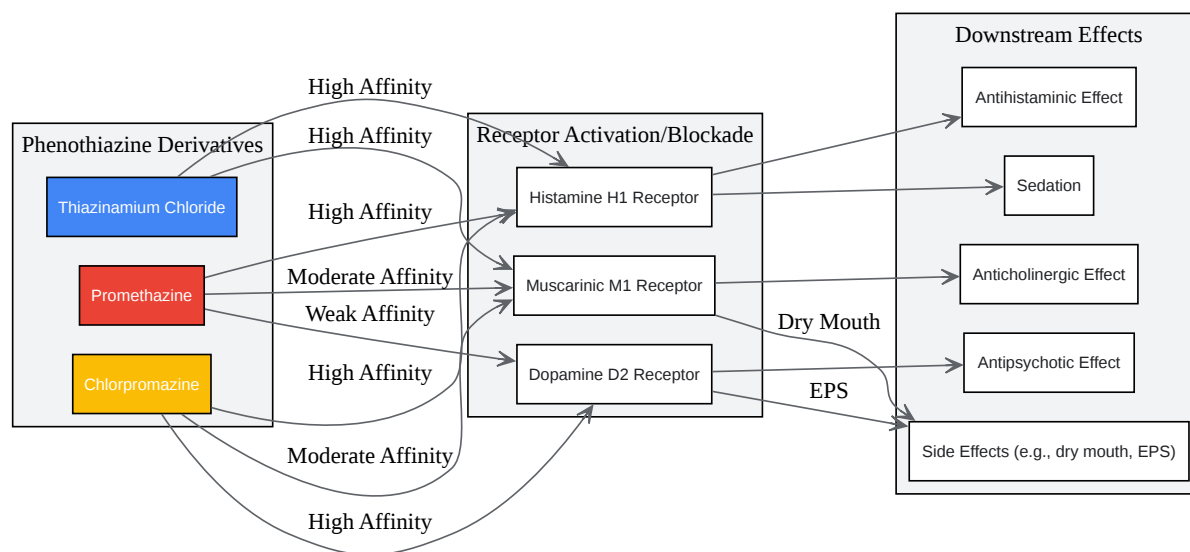 Phenothiazine Derivatives
Thiazinamium Chloride
Promethazine
Chlorpromazine
High Affinity
High Affinity
High Affinity
Moderate Affinity
Weak Affinity
High Affinity
Moderate Affinity
High Affinity
Receptor Activation/Blockade
Histamine H1 Receptor
Muscarinic M1 Receptor
Dopamine D2 Receptor
Dry Mouth
EPS
Downstream Effects
Antihistaminic Effect
Sedation
Anticholinergic Effect
Antipsychotic Effect
Side Effects (e.g., dry mouth, EPS)